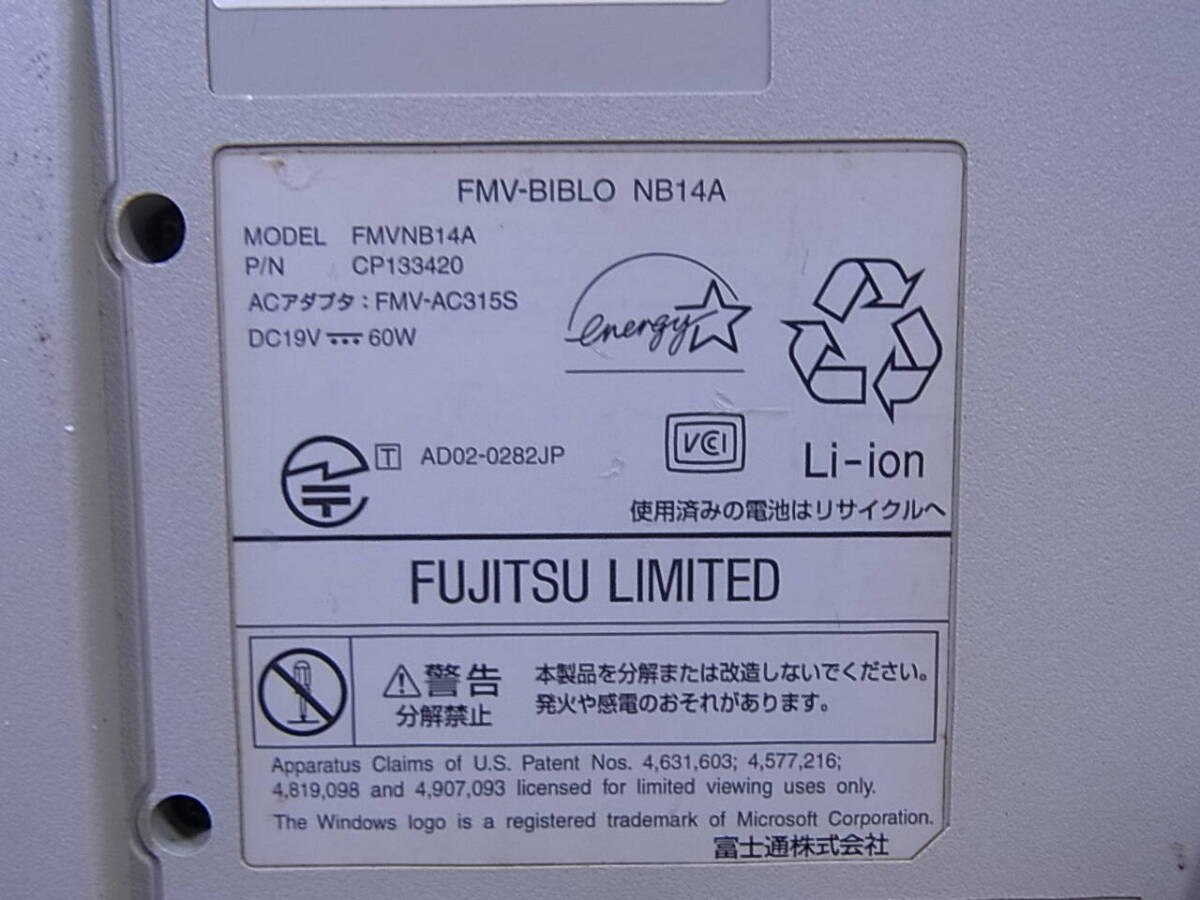 FMV-BIBLO NB14A
MODEL FMVNB14A
P/N CP133420
ACアダプタ：FMV-AC315S
DC19V 60W
energy
T AD02-0282JP
VCCI
Li-ion
使用済みの電池はリサイクルへ
FUJITSU LIMITED
⚠警告
分解禁止
本製品を分解または改造しないでください。
発火や感電のおそれがあります。
Apparatus Claims of U.S. Patent Nos. 4,631,603; 4,577,216;
4,819,098 and 4,907,093 licensed for limited viewing uses only.
The Windows logo is a registered trademark of Microsoft Corporation.
富士通株式会社